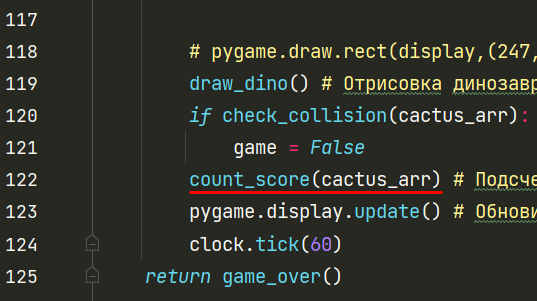 117
118 # pygame.draw.rect(display,(247,
119 draw_dino() # Отрисовка динозавр
120 if check_collision(cactus_arr):
121 game = False
122 count_score(cactus_arr) # Подсче
123 pygame.display.update() # Обнови
124 clock.tick(60)
125 return game_over()